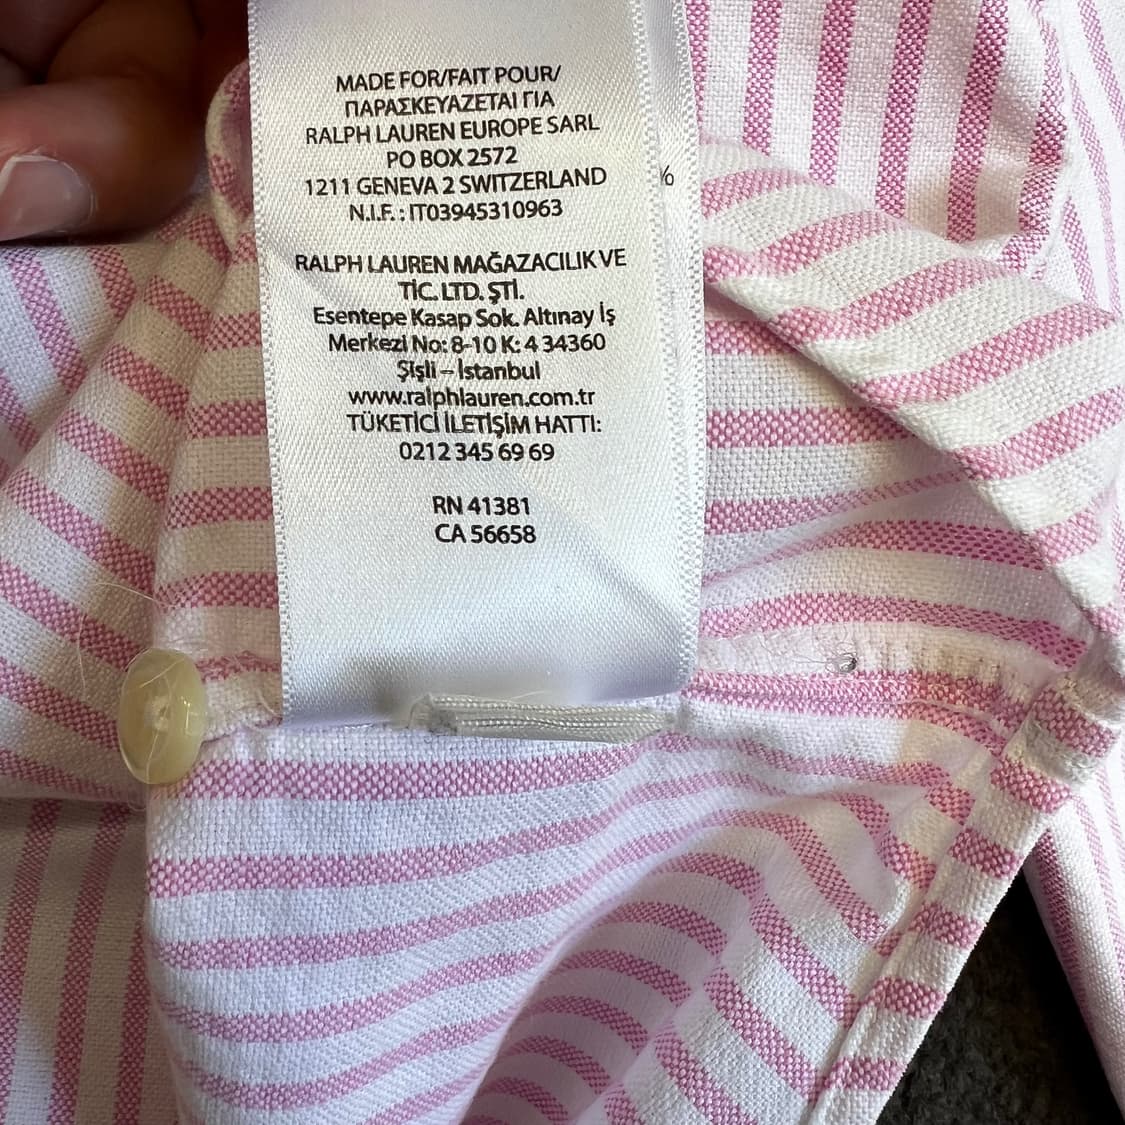 MADE FOR/FAIT POUR/
ΠΑΡΑΣΚΕΥΑΖΕΤΑΙ ΓΙΑ
RALPH LAUREN EUROPE SARL
PO BOX 2572
1211 GENEVA 2 SWITZERLAND
N.I.F. : IT03945310963
RALPH LAUREN MAĞAZACILIK VE
TİC. LTD. ŞTİ.
Esentepe Kasap Sok. Altınay İş
Merkezi No: 8-10 K: 4 34360
Şişli – İstanbul
www.ralphlauren.com.tr
TÜKETİCİ İLETİŞİM HATTI:
0212 345 69 69
RN 41381
CA 56658
%